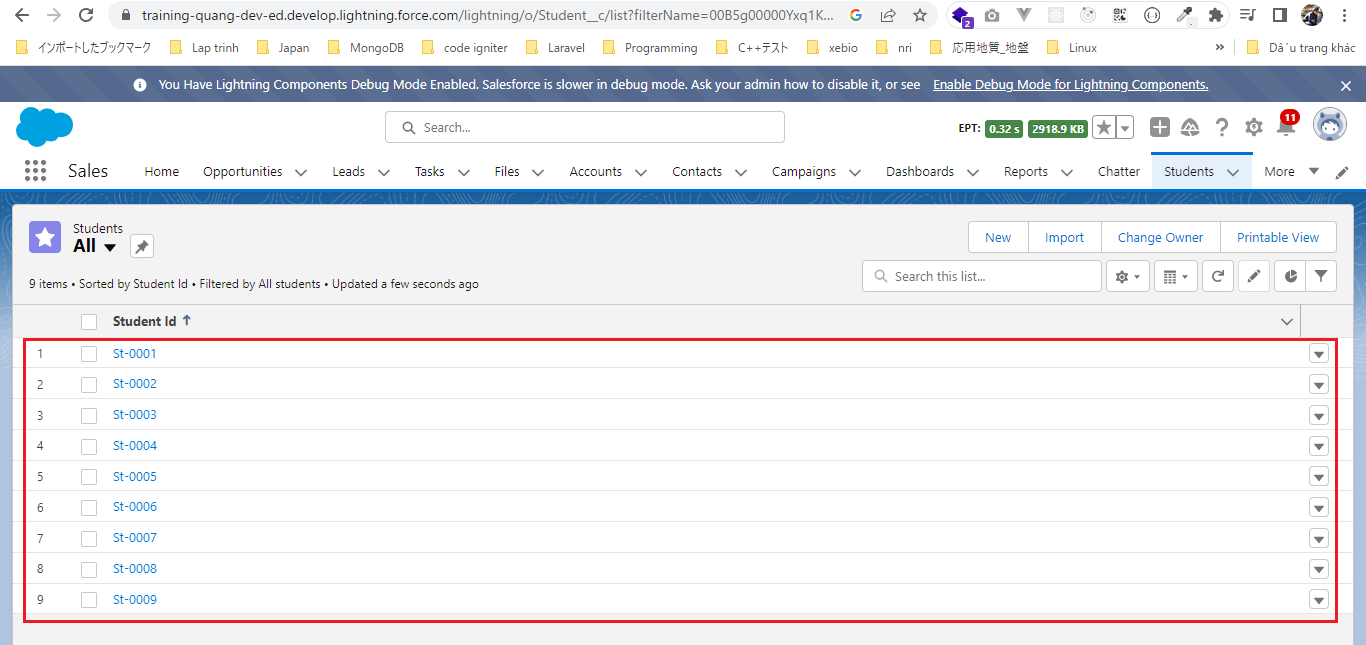 training-quang-dev-ed.develop.lightning.force.com/lightning/o/Student__c/list?filterName=00B5g00000Yxq1K...
2
インポートしたブックマーク Lap trinh Japan MongoDB code igniter Laravel Programming C++テスト xebio nri 応用地質_地盤 Linux » Dấu trang khác
You Have Lightning Components Debug Mode Enabled. Salesforce is slower in debug mode. Ask your admin how to disable it, or see Enable Debug Mode for Lightning Components.
Search... EPT: 0.32 s 2918.9 KB 11
Sales Home Opportunities Leads Tasks Files Accounts Contacts Campaigns Dashboards Reports Chatter Students More
Students
All
New Import Change Owner Printable View
9 items • Sorted by Student Id • Filtered by All students • Updated a few seconds ago
Search this list...
Student Id ↑
1 St-0001
2 St-0002
3 St-0003
4 St-0004
5 St-0005
6 St-0006
7 St-0007
8 St-0008
9 St-0009